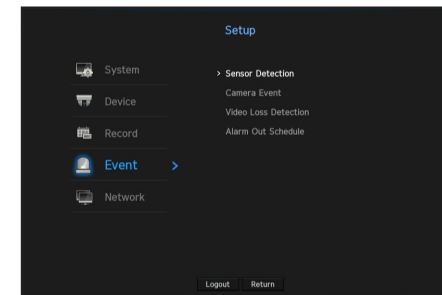 Setup
System
Device
Record
Event >
Network
> Sensor Detection
Camera Event
Video Loss Detection
Alarm Out Schedule
Logout Return